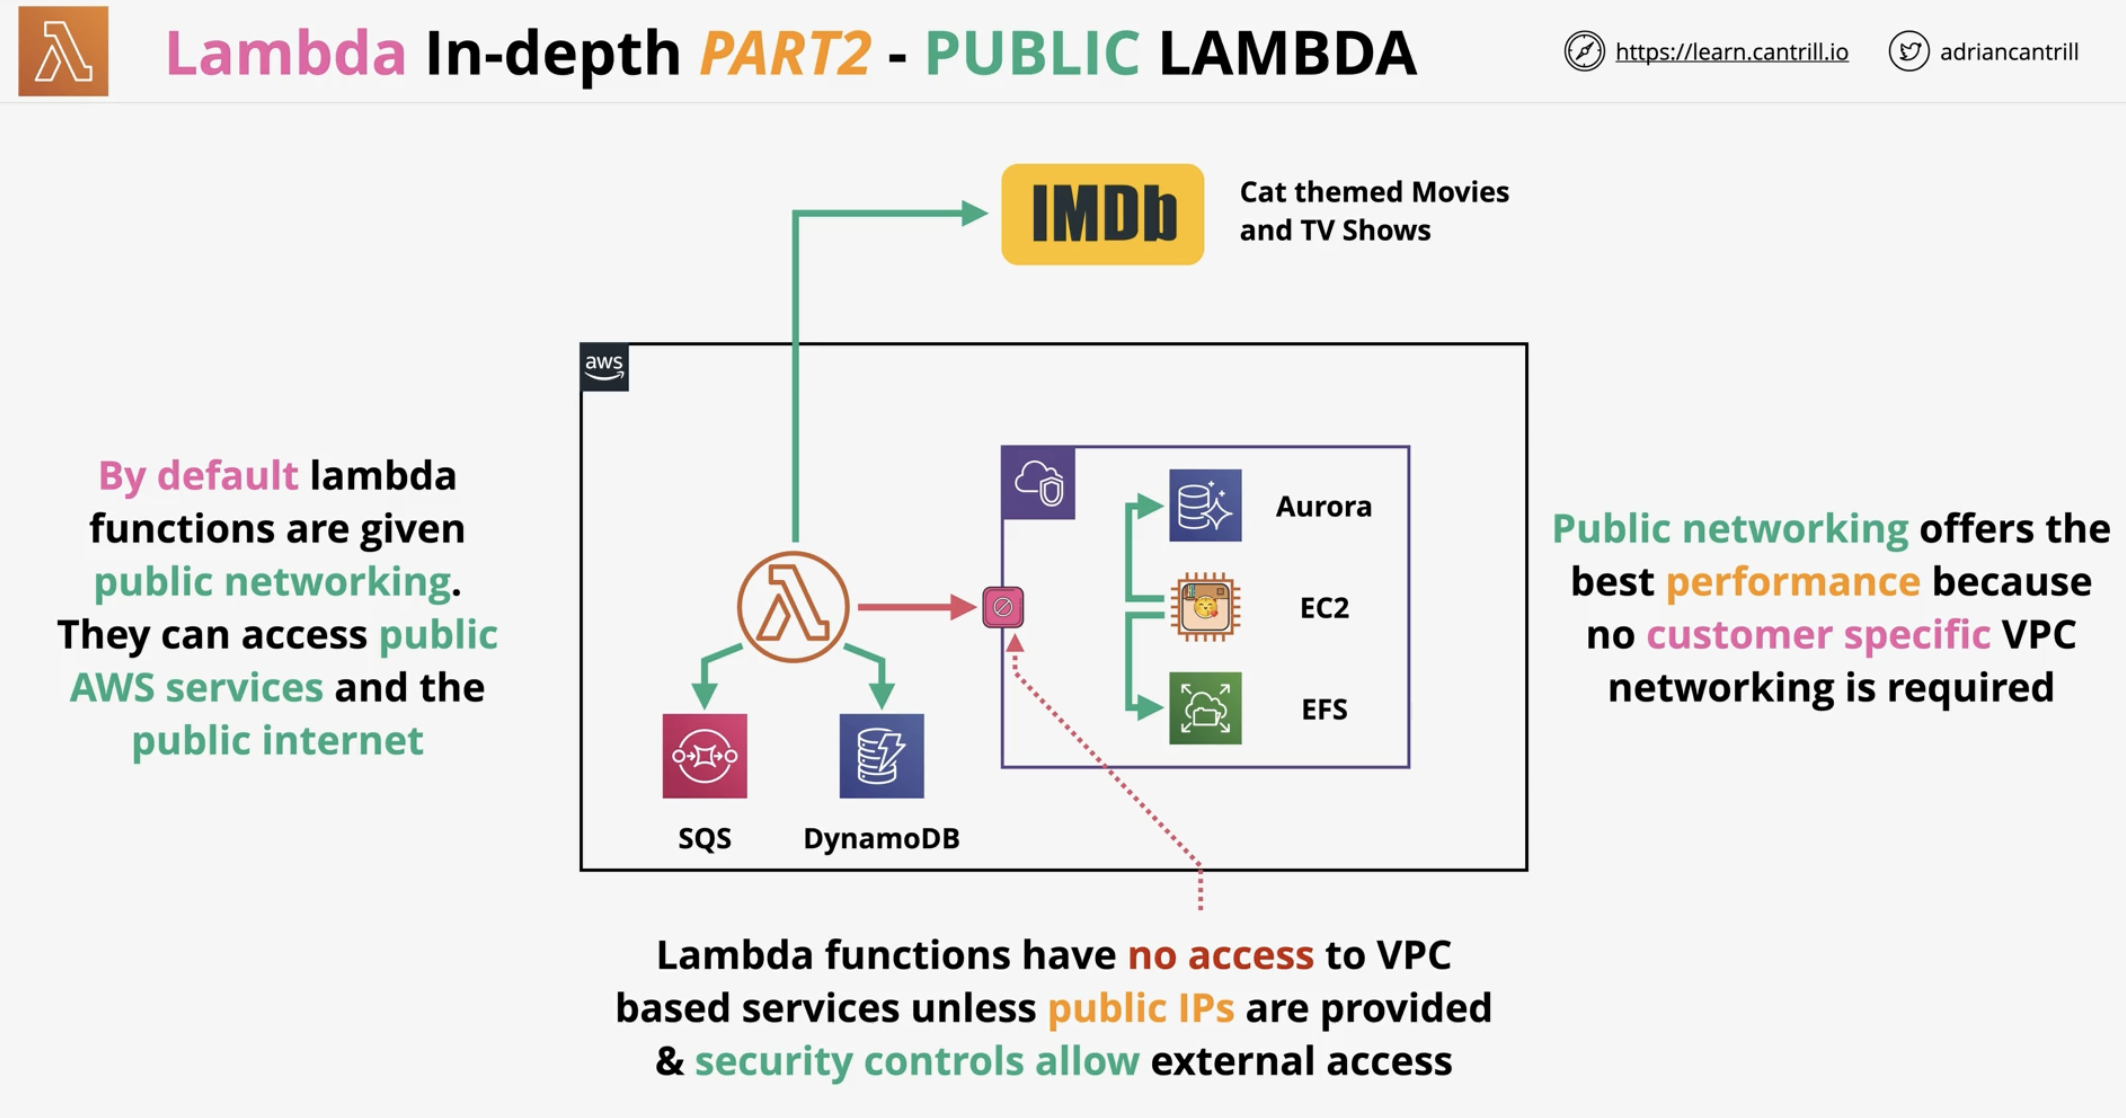 Lambda In-depth PART2 - PUBLIC LAMBDA
https://learn.cantrill.io
adriancantrill
IMDb
Cat themed Movies
and TV Shows
aws
By default lambda
functions are given
public networking.
They can access public
AWS services and the
public internet
Aurora
EC2
EFS
SQS
DynamoDB
Public networking offers the
best performance because
no customer specific VPC
networking is required
Lambda functions have no access to VPC
based services unless public IPs are provided
& security controls allow external access